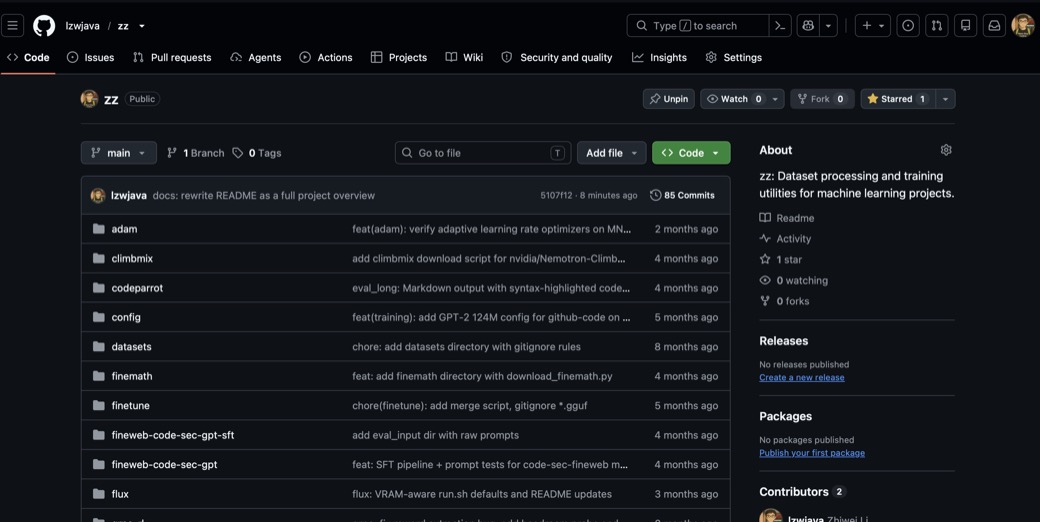 lzwjava / zz
Type / to search
Code Issues Pull requests Agents Actions Projects Wiki Security and quality Insights Settings
zz Public
Unpin Watch 0 Fork 0 Starred 1
main 1 Branch 0 Tags Go to file T Add file Code
lzwjava docs: rewrite README as a full project overview 5107f12 · 8 minutes ago 85 Commits
adam feat(adam): verify adaptive learning rate optimizers on MN... 2 months ago
climbmix add climbmix download script for nvidia/Nemotron-Climb... 4 months ago
codeparrot eval_long: Markdown output with syntax-highlighted code... 4 months ago
config feat(training): add GPT-2 124M config for github-code on ... 5 months ago
datasets chore: add datasets directory with gitignore rules 8 months ago
finemath feat: add finemath directory with download_finemath.py 4 months ago
finetune chore(finetune): add merge script, gitignore *.gguf 5 months ago
fineweb-code-sec-gpt-sft add eval_input dir with raw prompts 4 months ago
fineweb-code-sec-gpt feat: SFT pipeline + prompt tests for code-sec-fineweb m... 4 months ago
flux flux: VRAM-aware run.sh defaults and README updates 3 months ago
About
zz: Dataset processing and training
utilities for machine learning projects.
Readme
Activity
1 star
0 watching
0 forks
Releases
No releases published
Create a new release
Packages
No packages published
Publish your first package
Contributors 2
lzwjava Zhiwei Li